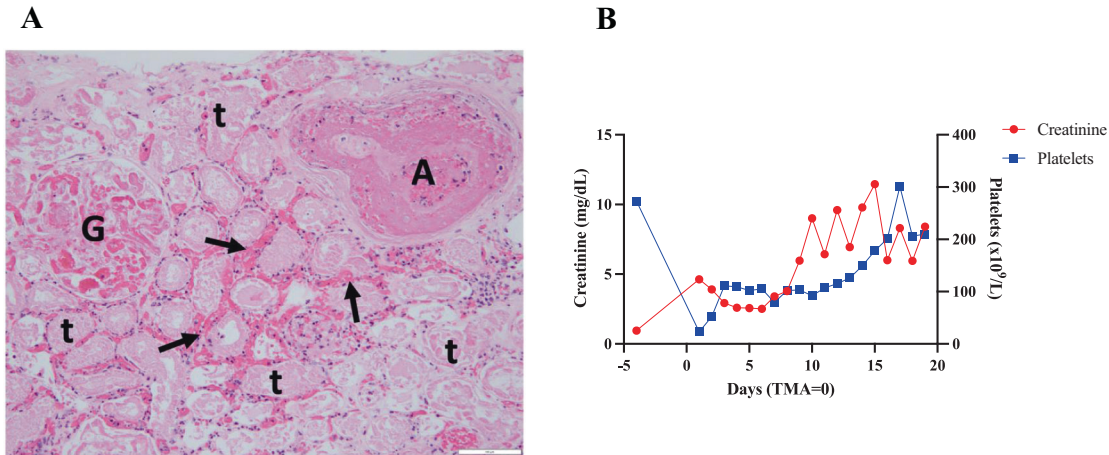 A
B
t
A
G
t
t
t
15
10
5
0
Creatinine (mg/dL)
400
300
200
100
0
Platelets (x10⁹/L)
-5
0
5
10
15
20
Days (TMA=0)
Creatinine
Platelets